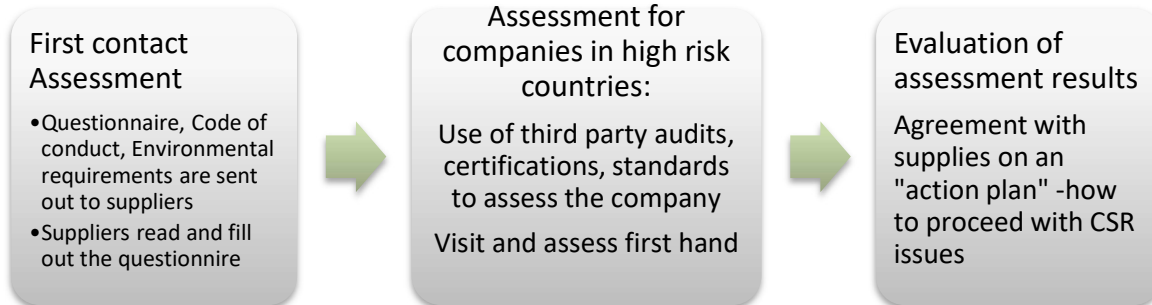 First contact
Assessment
•Questionnaire, Code of
conduct, Environmental
requirements are sent
out to suppliers
•Suppliers read and fill
out the questionnire
Assessment for
companies in high risk
countries:
Use of third party audits,
certifications, standards
to assess the company
Visit and assess first hand
Evaluation of
assessment results
Agreement with
supplies on an
"action plan" -how
to proceed with CSR
issues